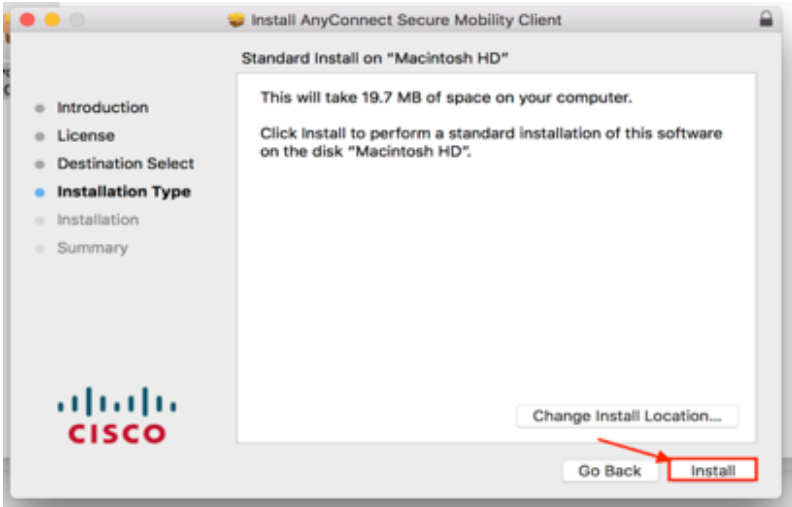 Install AnyConnect Secure Mobility Client
Standard Install on "Macintosh HD"
Introduction
License
Destination Select
Installation Type
Installation
Summary
This will take 19.7 MB of space on your computer.
Click Install to perform a standard installation of this software
on the disk "Macintosh HD".
CISCO
Change Install Location...
Go Back
Install